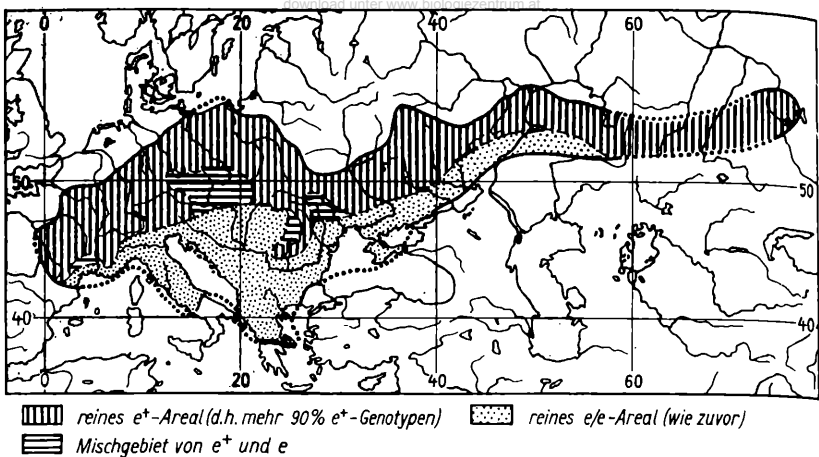 download unter www.biologiezentrum.at
0 20 40 60
50 50
40 40
0 20 40 60
reines e⁺-Areal (d.h. mehr 90% e⁺-Genotypen)
reines e/e-Areal (wie zuvor)
Mischgebiet von e⁺ und e